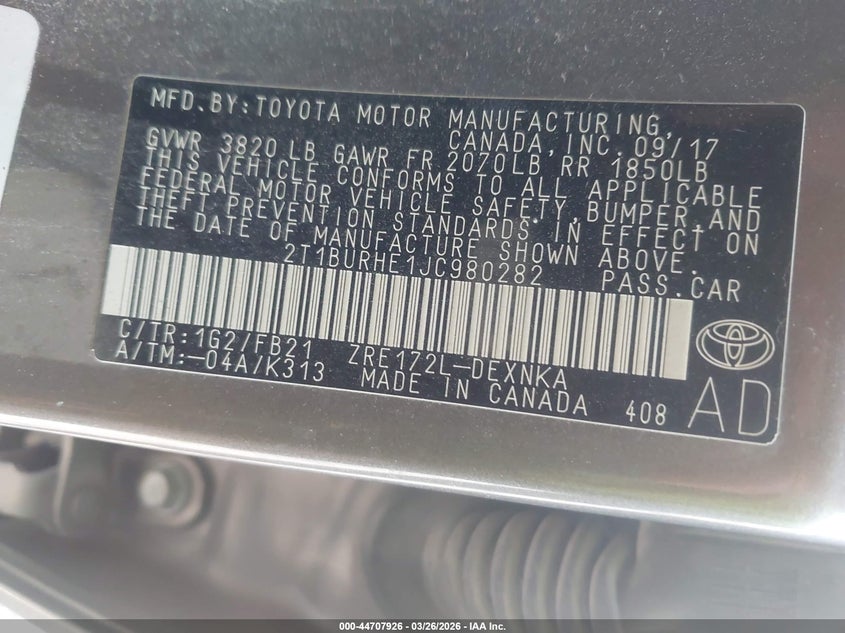 MFD.BY:TOYOTA MOTOR MANUFACTURING,
CANADA,INC.09/17
GVWR 3820 LB GAWR FR 2070LB RR 1850LB
THIS VEHICLE CONFORMS TO ALL APPLICABLE
FEDERAL MOTOR VEHICLE SAFETY,BUMPER,AND
THEFT PREVENTION STANDARDS IN EFFECT ON
THE DATE OF MANUFACTURE SHOWN ABOVE.
2T1BURHE1JC980282 PASS.CAR
C/TR:1G2/FB21 ZRE172L-DEXNKA
A/TM:-04A/K313 MADE IN CANADA 408
AD
000-44707926 - 03/26/2026 - IAA Inc.